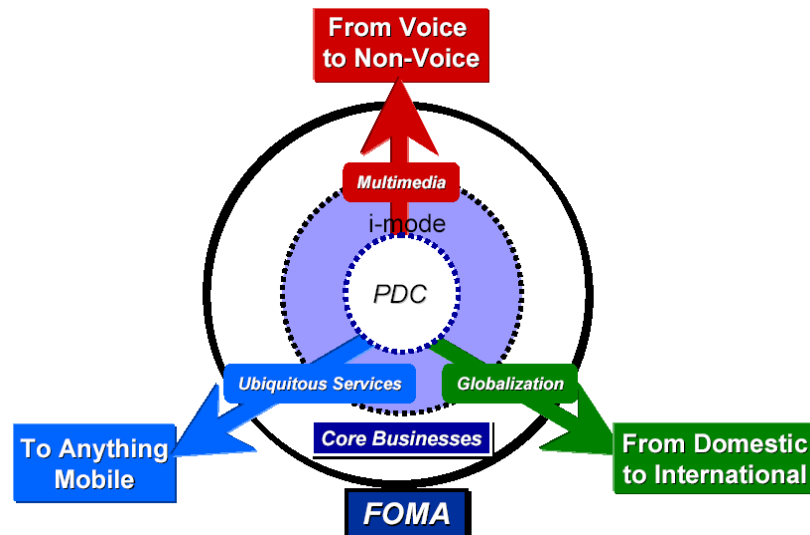 From Voice
to Non-Voice
Multimedia
i-mode
PDC
Ubiquitous Services
Globalization
Core Businesses
To Anything
Mobile
From Domestic
to International
FOMA